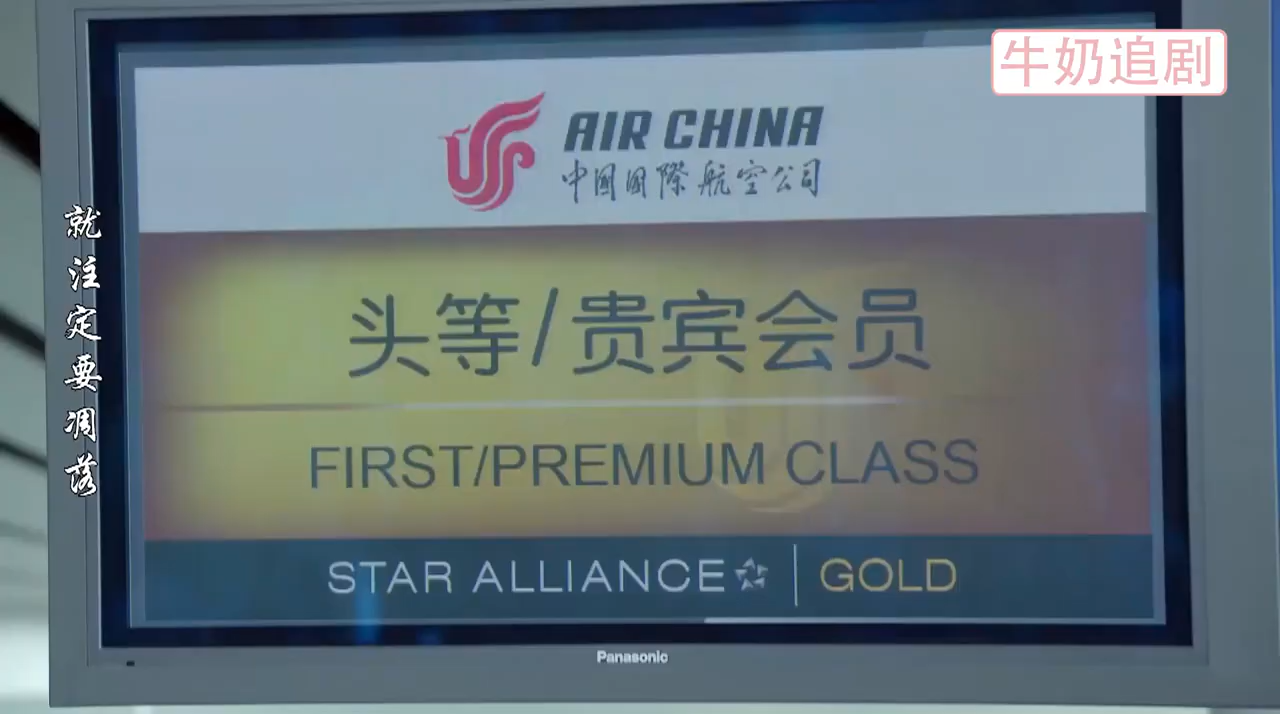 牛奶追剧
AIR CHINA
中国国際航空公司
就注定要凋落
头等/贵宾会员
FIRST/PREMIUM CLASS
STAR ALLIANCE | GOLD
Panasonic